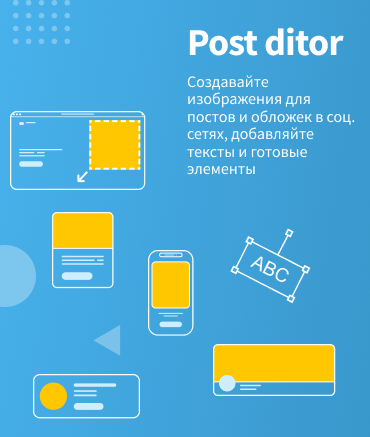 Post ditor
Создавайте
изображения для
постов и обложек в соц.
сетях, добавляйте
тексты и готовые
элементы
ABC